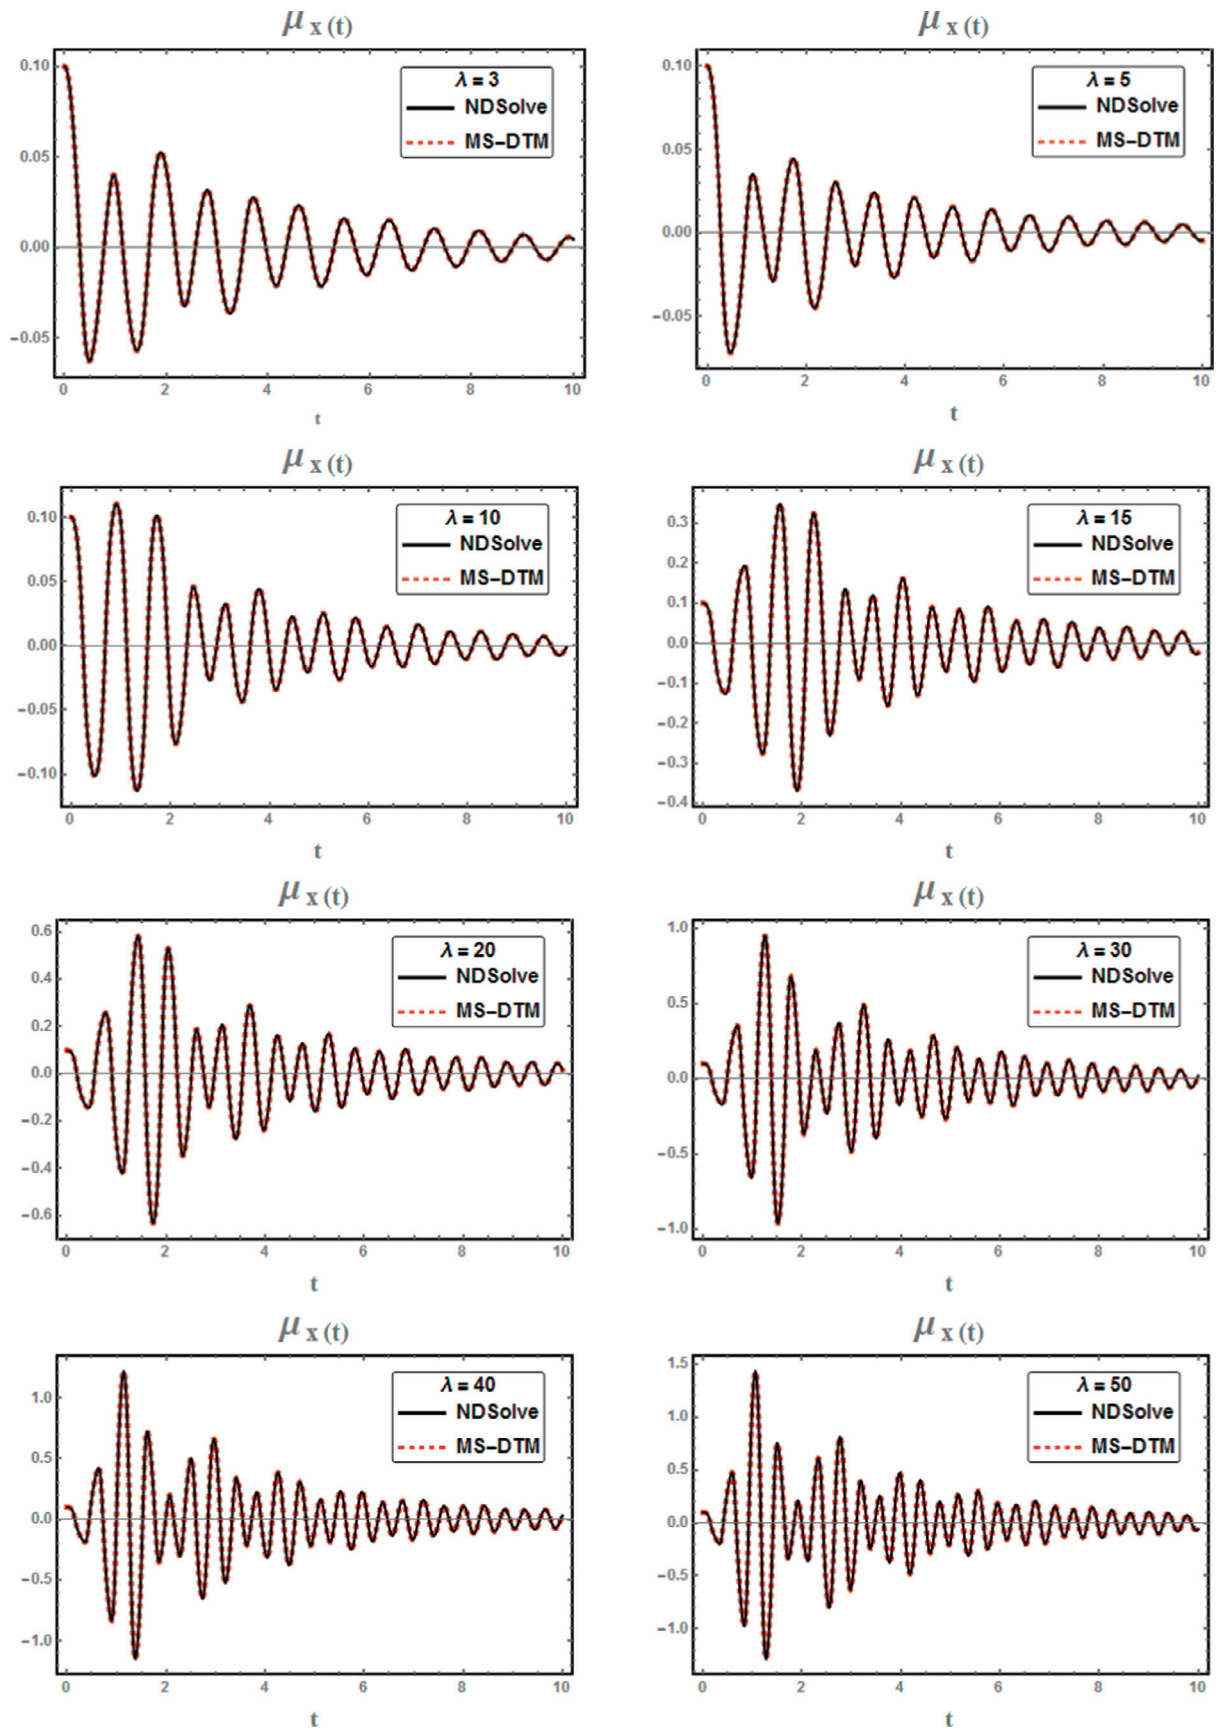 μ x (t)
λ = 3
NDSolve
MS-DTM
0.10
0.05
0.00
-0.05
0 2 4 6 8 10
t
μ x (t)
λ = 5
NDSolve
MS-DTM
0.10
0.05
0.00
-0.05
0 2 4 6 8 10
t
μ x (t)
λ = 10
NDSolve
MS-DTM
0.10
0.05
0.00
-0.05
-0.10
0 2 4 6 8 10
t
μ x (t)
λ = 15
NDSolve
MS-DTM
0.3
0.2
0.1
0.0
-0.1
-0.2
-0.3
-0.4
0 2 4 6 8 10
t
μ x (t)
λ = 20
NDSolve
MS-DTM
0.6
0.4
0.2
0.0
-0.2
-0.4
-0.6
0 2 4 6 8 10
t
μ x (t)
λ = 30
NDSolve
MS-DTM
1.0
0.5
0.0
-0.5
-1.0
0 2 4 6 8 10
t
μ x (t)
λ = 40
NDSolve
MS-DTM
1.0
0.5
0.0
-0.5
-1.0
0 2 4 6 8 10
t
μ x (t)
λ = 50
NDSolve
MS-DTM
1.5
1.0
0.5
0.0
-0.5
-1.0
0 2 4 6 8 10
t